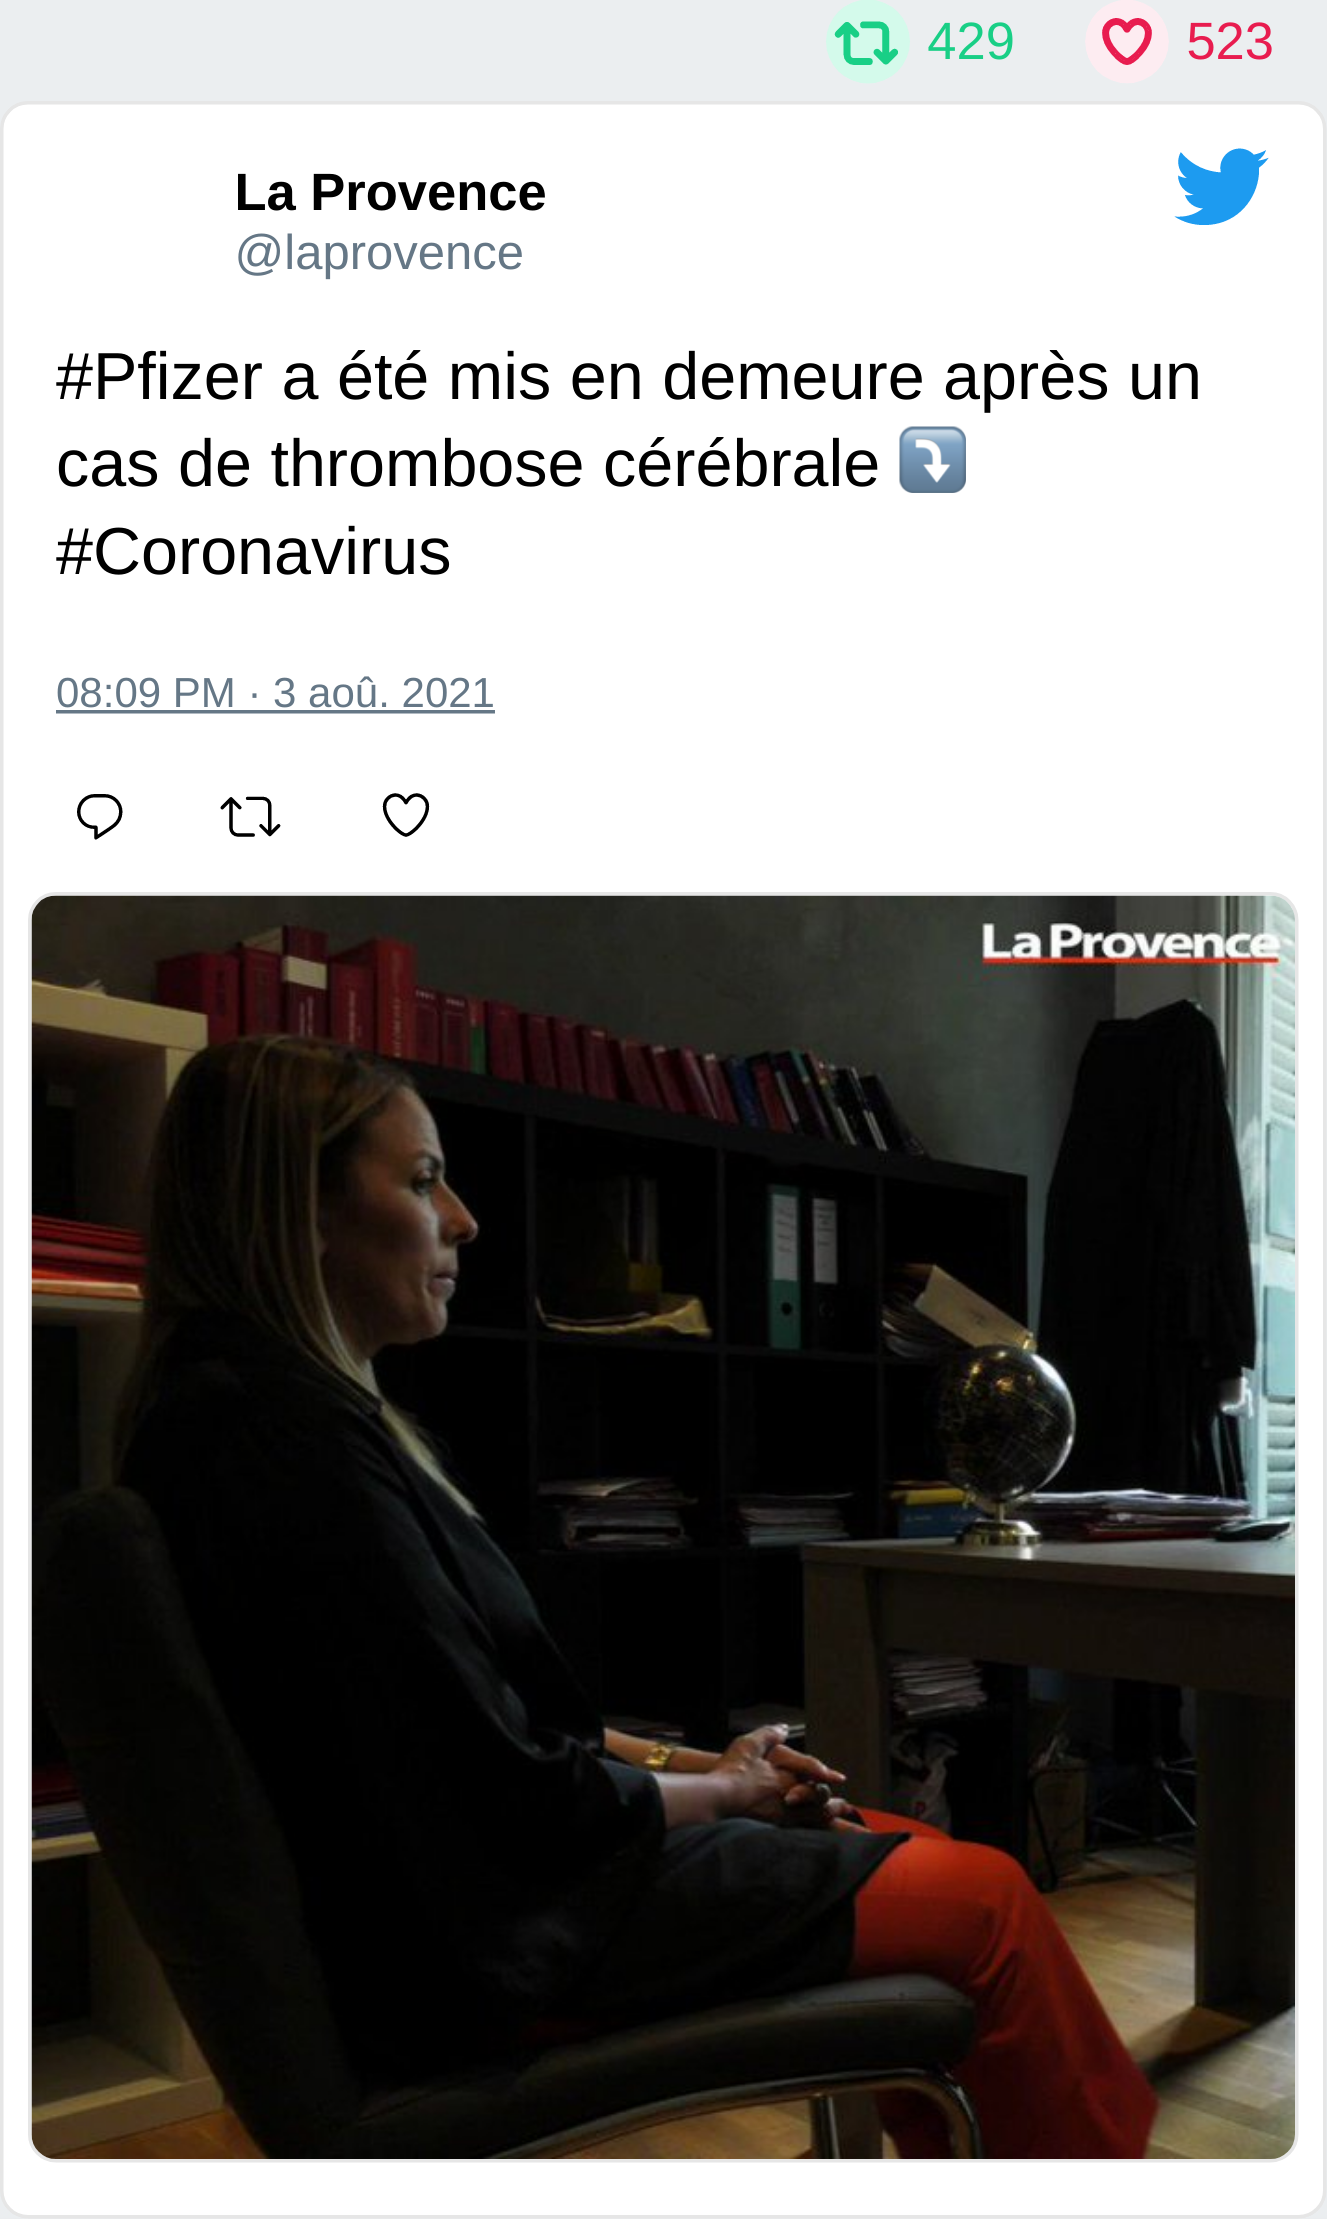 429 523
La Provence
@laprovence
#Pfizer a été mis en demeure après un
cas de thrombose cérébrale ⤵️
#Coronavirus
08:09 PM · 3 aoû. 2021
La Provence